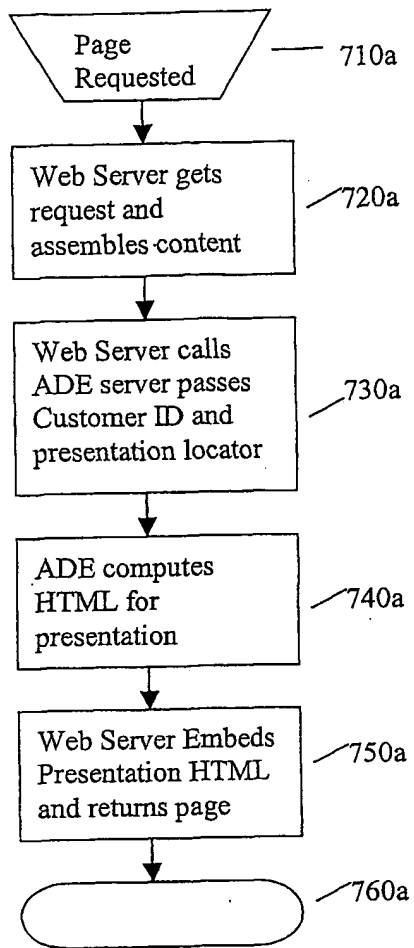 Page
Requested
710a
Web Server gets
request and
assembles content
720a
Web Server calls
ADE server passes
Customer ID and
presentation locator
730a
ADE computes
HTML for
presentation
740a
Web Server Embeds
Presentation HTML
and returns page
750a
760a